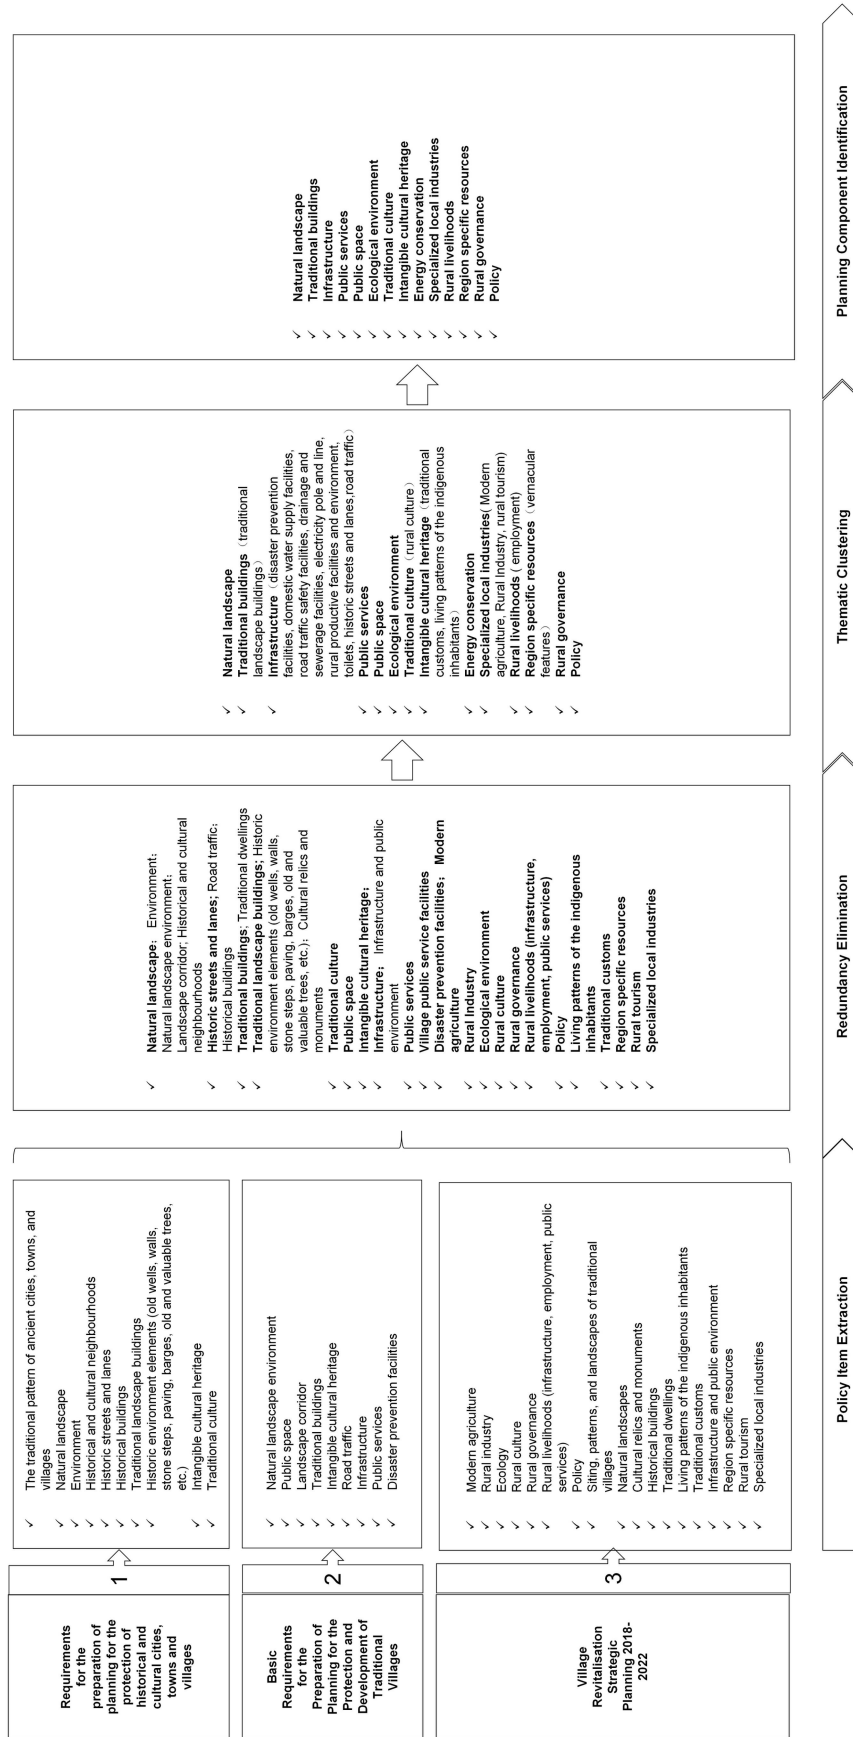 Requirements
for the
preparation of
planning for the
protection of
historical and
cultural cities,
towns and
villages
1
✓ The traditional pattern of ancient cities, towns, and
villages
✓ Natural landscape
✓ Environment
✓ Historical and cultural neighbourhoods
✓ Historic streets and lanes
✓ Historical buildings
✓ Traditional landscape buildings
✓ Historic environment elements (old wells, walls,
stone steps, paving, barges, old and valuable trees,
etc.)
✓ Intangible cultural heritage
✓ Traditional culture
Basic
Requirements
for the
Preparation of
Planning for the
Protection and
Development of
Traditional
Villages
2
✓ Natural landscape environment
✓ Public space
✓ Landscape corridor
✓ Traditional buildings
✓ Intangible cultural heritage
✓ Road traffic
✓ Infrastructure
✓ Public services
✓ Disaster prevention facilities
Village
Revitalisation
Strategic
Planning 2018-
2022
3
✓ Modern agriculture
✓ Rural industry
✓ Ecology
✓ Rural culture
✓ Rural governance
✓ Rural livelihoods (infrastructure, employment, public
services)
✓ Policy
✓ Siting, patterns, and landscapes of traditional
villages
✓ Natural landscapes
✓ Cultural relics and monuments
✓ Historical buildings
✓ Traditional dwellings
✓ Living patterns of the indigenous inhabitants
✓ Traditional customs
✓ Infrastructure and public environment
✓ Region specific resources
✓ Rural tourism
✓ Specialized local industries
✓ Natural landscape； Environment；
Natural landscape environment；
Landscape corridor; Historical and cultural
neighbourhoods
✓ Historic streets and lanes; Road traffic；
Historical buildings
✓ Traditional buildings; Traditional dwellings
✓ Traditional landscape buildings; Historic
environment elements (old wells, walls,
stone steps, paving, barges, old and
valuable trees, etc.)；Cultural relics and
monuments
✓ Traditional culture
✓ Public space
✓ Intangible cultural heritage；
✓ Infrastructure； Infrastructure and public
environment
✓ Public services
✓ Village public service facilities
✓ Disaster prevention facilities； Modern
agriculture
✓ Rural Industry
✓ Ecological environment
✓ Rural culture
✓ Rural governance
✓ Rural livelihoods (infrastructure,
employment, public services)
✓ Policy
✓ Living patterns of the indigenous
inhabitants
✓ Traditional customs
✓ Region specific resources
✓ Rural tourism
✓ Specialized local industries
✓ Natural landscape
✓ Traditional buildings（traditional
landscape buildings）
✓ Infrastructure（disaster prevention
facilities, domestic water supply facilities,
road traffic safety facilities, drainage and
sewerage facilities, electricity pole and line,
rural productive facilities and environment,
toilets, historic streets and lanes,road traffic）
✓ Public services
✓ Public space
✓ Ecological environment
✓ Traditional culture（rural culture）
✓ Intangible cultural heritage（traditional
customs, living patterns of the indigenous
inhabitants）
✓ Energy conservation
✓ Specialized local industries( Modern
agriculture, Rural Industry, rural tourism)
✓ Rural livelihoods ( employment)
✓ Region specific resources（vernacular
features）
✓ Rural governance
✓ Policy
✓ Natural landscape
✓ Traditional buildings
✓ Infrastructure
✓ Public services
✓ Public space
✓ Ecological environment
✓ Traditional culture
✓ Intangible cultural heritage
✓ Energy conservation
✓ Specialized local industries
✓ Rural livelihoods
✓ Region specific resources
✓ Rural governance
✓ Policy
Policy Item Extraction
Redundancy Elimination
Thematic Clustering
Planning Component Identification